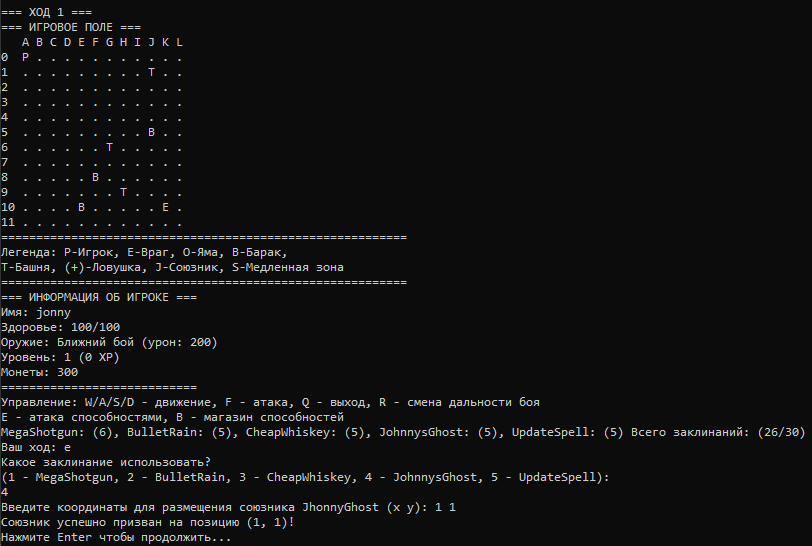 === ХОД 1 ===
=== ИГРОВОЕ ПОЛЕ ===
   A B C D E F G H I J K L
0  P . . . . . . . . . . .
1  . . . . . . . . . T . .
2  . . . . . . . . . . . .
3  . . . . . . . . . . . .
4  . . . . . . . . . . . .
5  . . . . . . . . . B . .
6  . . . . . . T . . . . .
7  . . . . . . . . . . . .
8  . . . . . B . . . . . .
9  . . . . . . . T . . . .
10 . . . . B . . . . . E .
11 . . . . . . . . . . . .
==========================================================
Легенда: P-Игрок, E-Враг, O-Яма, B-Барак,
T-Башня, (+)-Ловушка, J-Союзник, S-Медленная зона
==========================================================
=== ИНФОРМАЦИЯ ОБ ИГРОКЕ ===
Имя: jonny
Здоровье: 100/100
Оружие: Ближний бой (урон: 200)
Уровень: 1 (0 XP)
Монеты: 300
============================
Управление: W/A/S/D - движение, F - атака, Q - выход, R - смена дальности боя
E - атака способностями, B - магазин способностей
MegaShotgun: (6), BulletRain: (5), CheapWhiskey: (5), JohnnysGhost: (5), UpdateSpell: (5) Всего заклинаний: (26/30)
Ваш ход: e
Какое заклинание использовать?
(1 - MegaShotgun, 2 - BulletRain, 3 - CheapWhiskey, 4 - JohnnysGhost, 5 - UpdateSpell):
4
Введите координаты для размещения союзника JhonnyGhost (x y): 1 1
Союзник успешно призван на позицию (1, 1)!
Нажмите Enter чтобы продолжить...